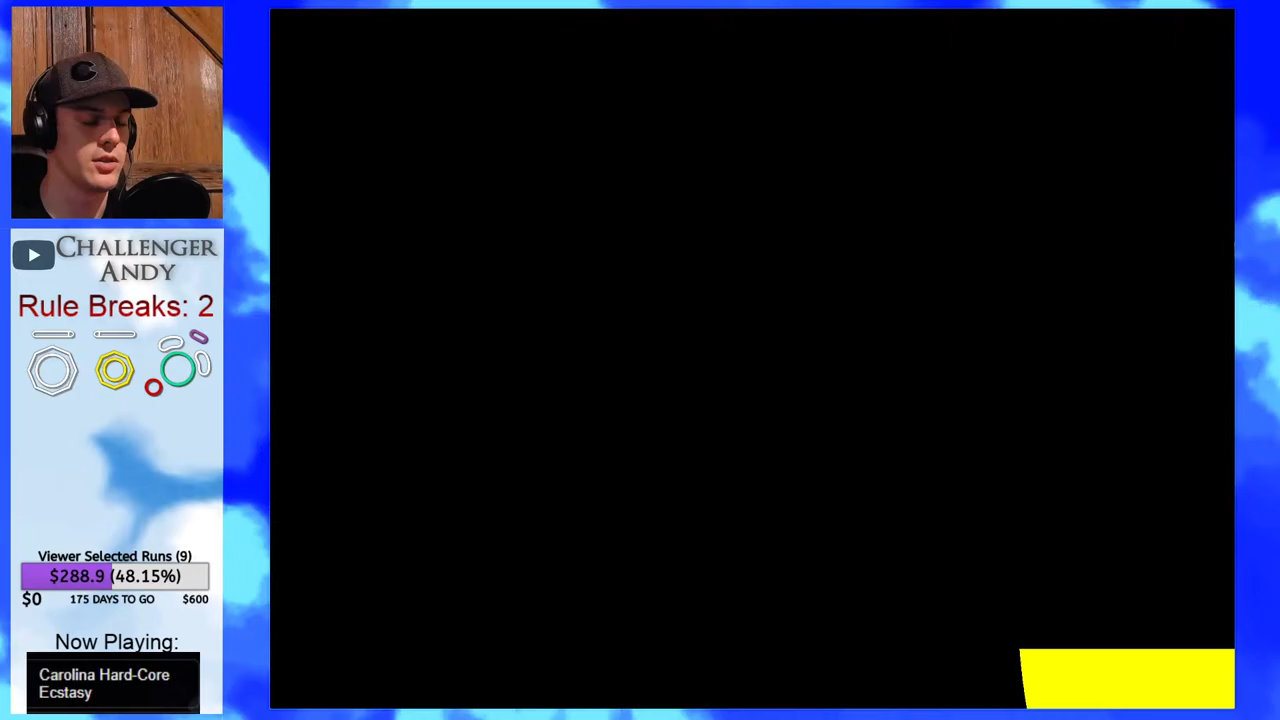 CHALLENGER
ANDY
Rule Breaks: 2
Viewer Selected Runs (9)
$288.9 (48.15%)
$0 175 DAYS TO GO $600
Now Playing:
Carolina Hard-Core
Ecstasy